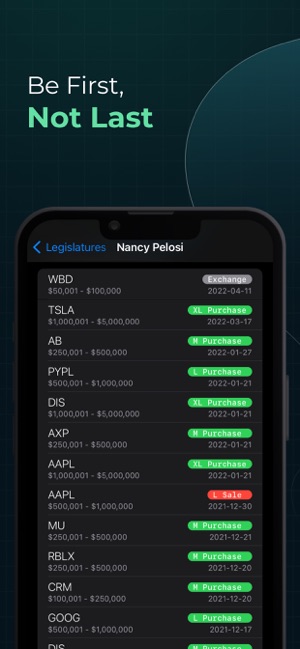 Be First,
Not Last
Legislatures Nancy Pelosi
WBD Exchange
$50,001 - $100,000 2022-04-11
TSLA XL Purchase
$1,000,001 - $5,000,000 2022-03-17
AB M Purchase
$250,001 - $500,000 2022-01-27
PYPL L Purchase
$500,001 - $1,000,000 2022-01-21
DIS XL Purchase
$1,000,001 - $5,000,000 2022-01-21
AXP M Purchase
$250,001 - $500,000 2022-01-21
AAPL XL Purchase
$1,000,001 - $5,000,000 2022-01-21
AAPL L Sale
$500,001 - $1,000,000 2021-12-30
MU M Purchase
$250,001 - $500,000 2021-12-21
RBLX M Purchase
$250,001 - $500,000 2021-12-20
CRM M Purchase
$100,001 - $250,000 2021-12-20
GOOG L Purchase
$500,001 - $1,000,000 2021-12-17
DIS M Purchase